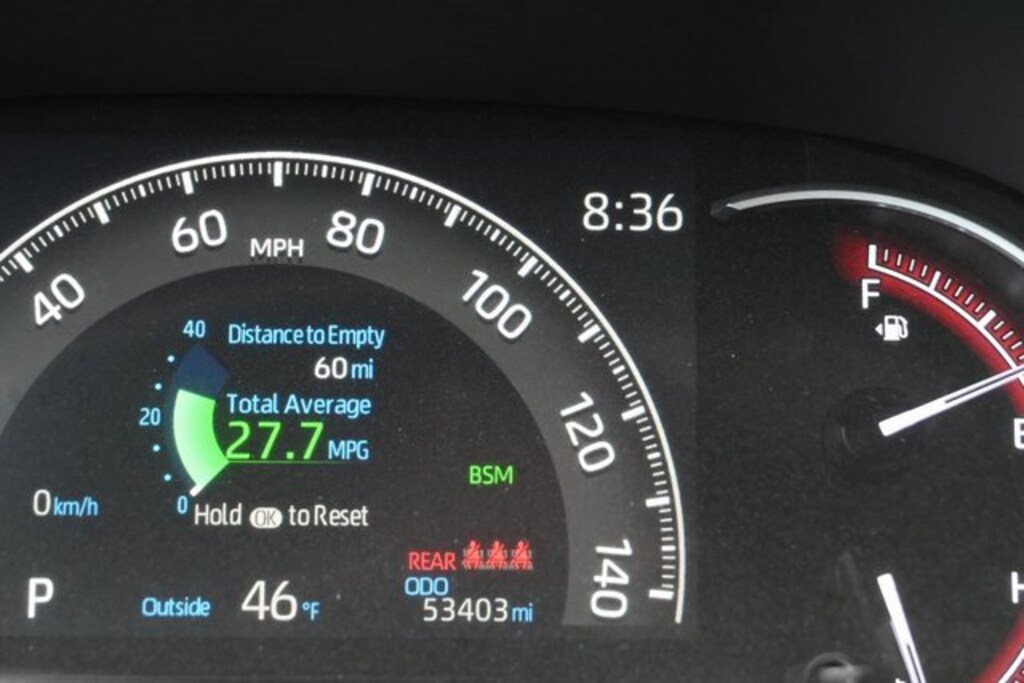 8:36
40
60
MPH
80
100
120
140
F
E
H
40
20
0
Distance to Empty
60 mi
Total Average
27.7 MPG
BSM
0 km/h
Hold OK to Reset
REAR
ODO
53403 mi
P
Outside 46°F